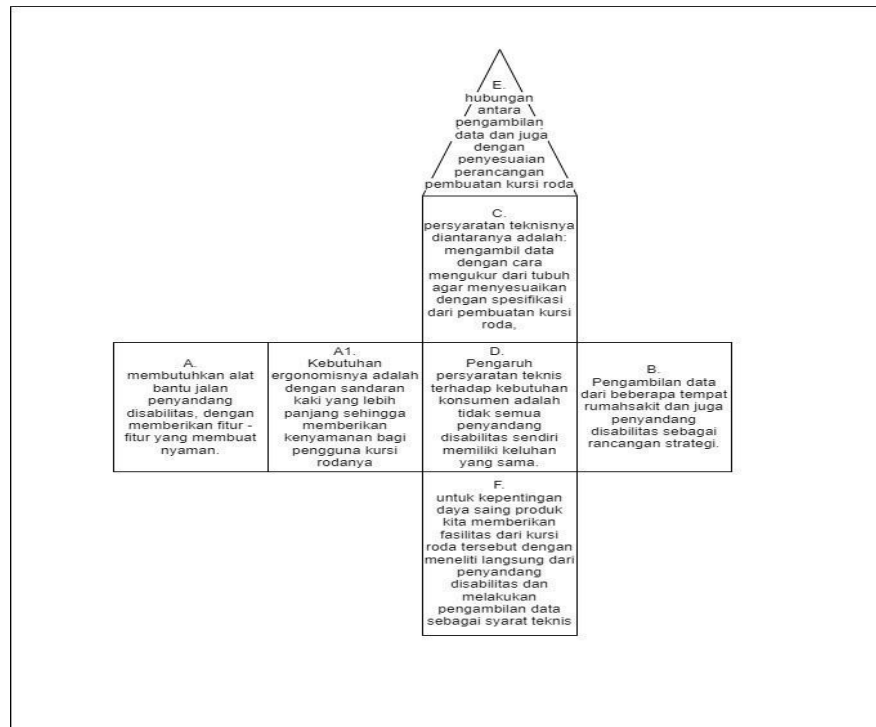 E.
hubungan
antara
pengambilan
data dan juga
dengan
penyesuaian
perancangan
pembuatan kursi roda
C.
persyaratan teknisnya
diantaranya adalah:
mengambil data
dengan cara
mengukur dari tubuh
agar menyesuaikan
dengan spesifikasi
dari pembuatan kursi
roda,
A.
membutuhkan alat
bantu jalan
penyandang
disabilitas, dengan
memberikan fitur -
fitur yang membuat
nyaman.
A1.
Kebutuhan
ergonomisnya adalah
dengan sandaran
kaki yang lebih
panjang sehingga
memberikan
kenyamanan bagi
pengguna kursi
rodanya
D.
Pengaruh
persyaratan teknis
terhadap kebutuhan
konsumen adalah
tidak semua
penyandang
disabilitas sendiri
memiliki keluhan
yang sama.
B.
Pengambilan data
dari beberapa tempat
rumahsakit dan juga
penyandang
disabilitas sebagai
rancangan strategi.
F.
untuk kepentingan
daya saing produk
kita memberikan
fasilitas dari kursi
roda tersebut dengan
meneliti langsung dari
penyandang
disabilitas dan
melakukan
pengambilan data
sebagai syarat teknis